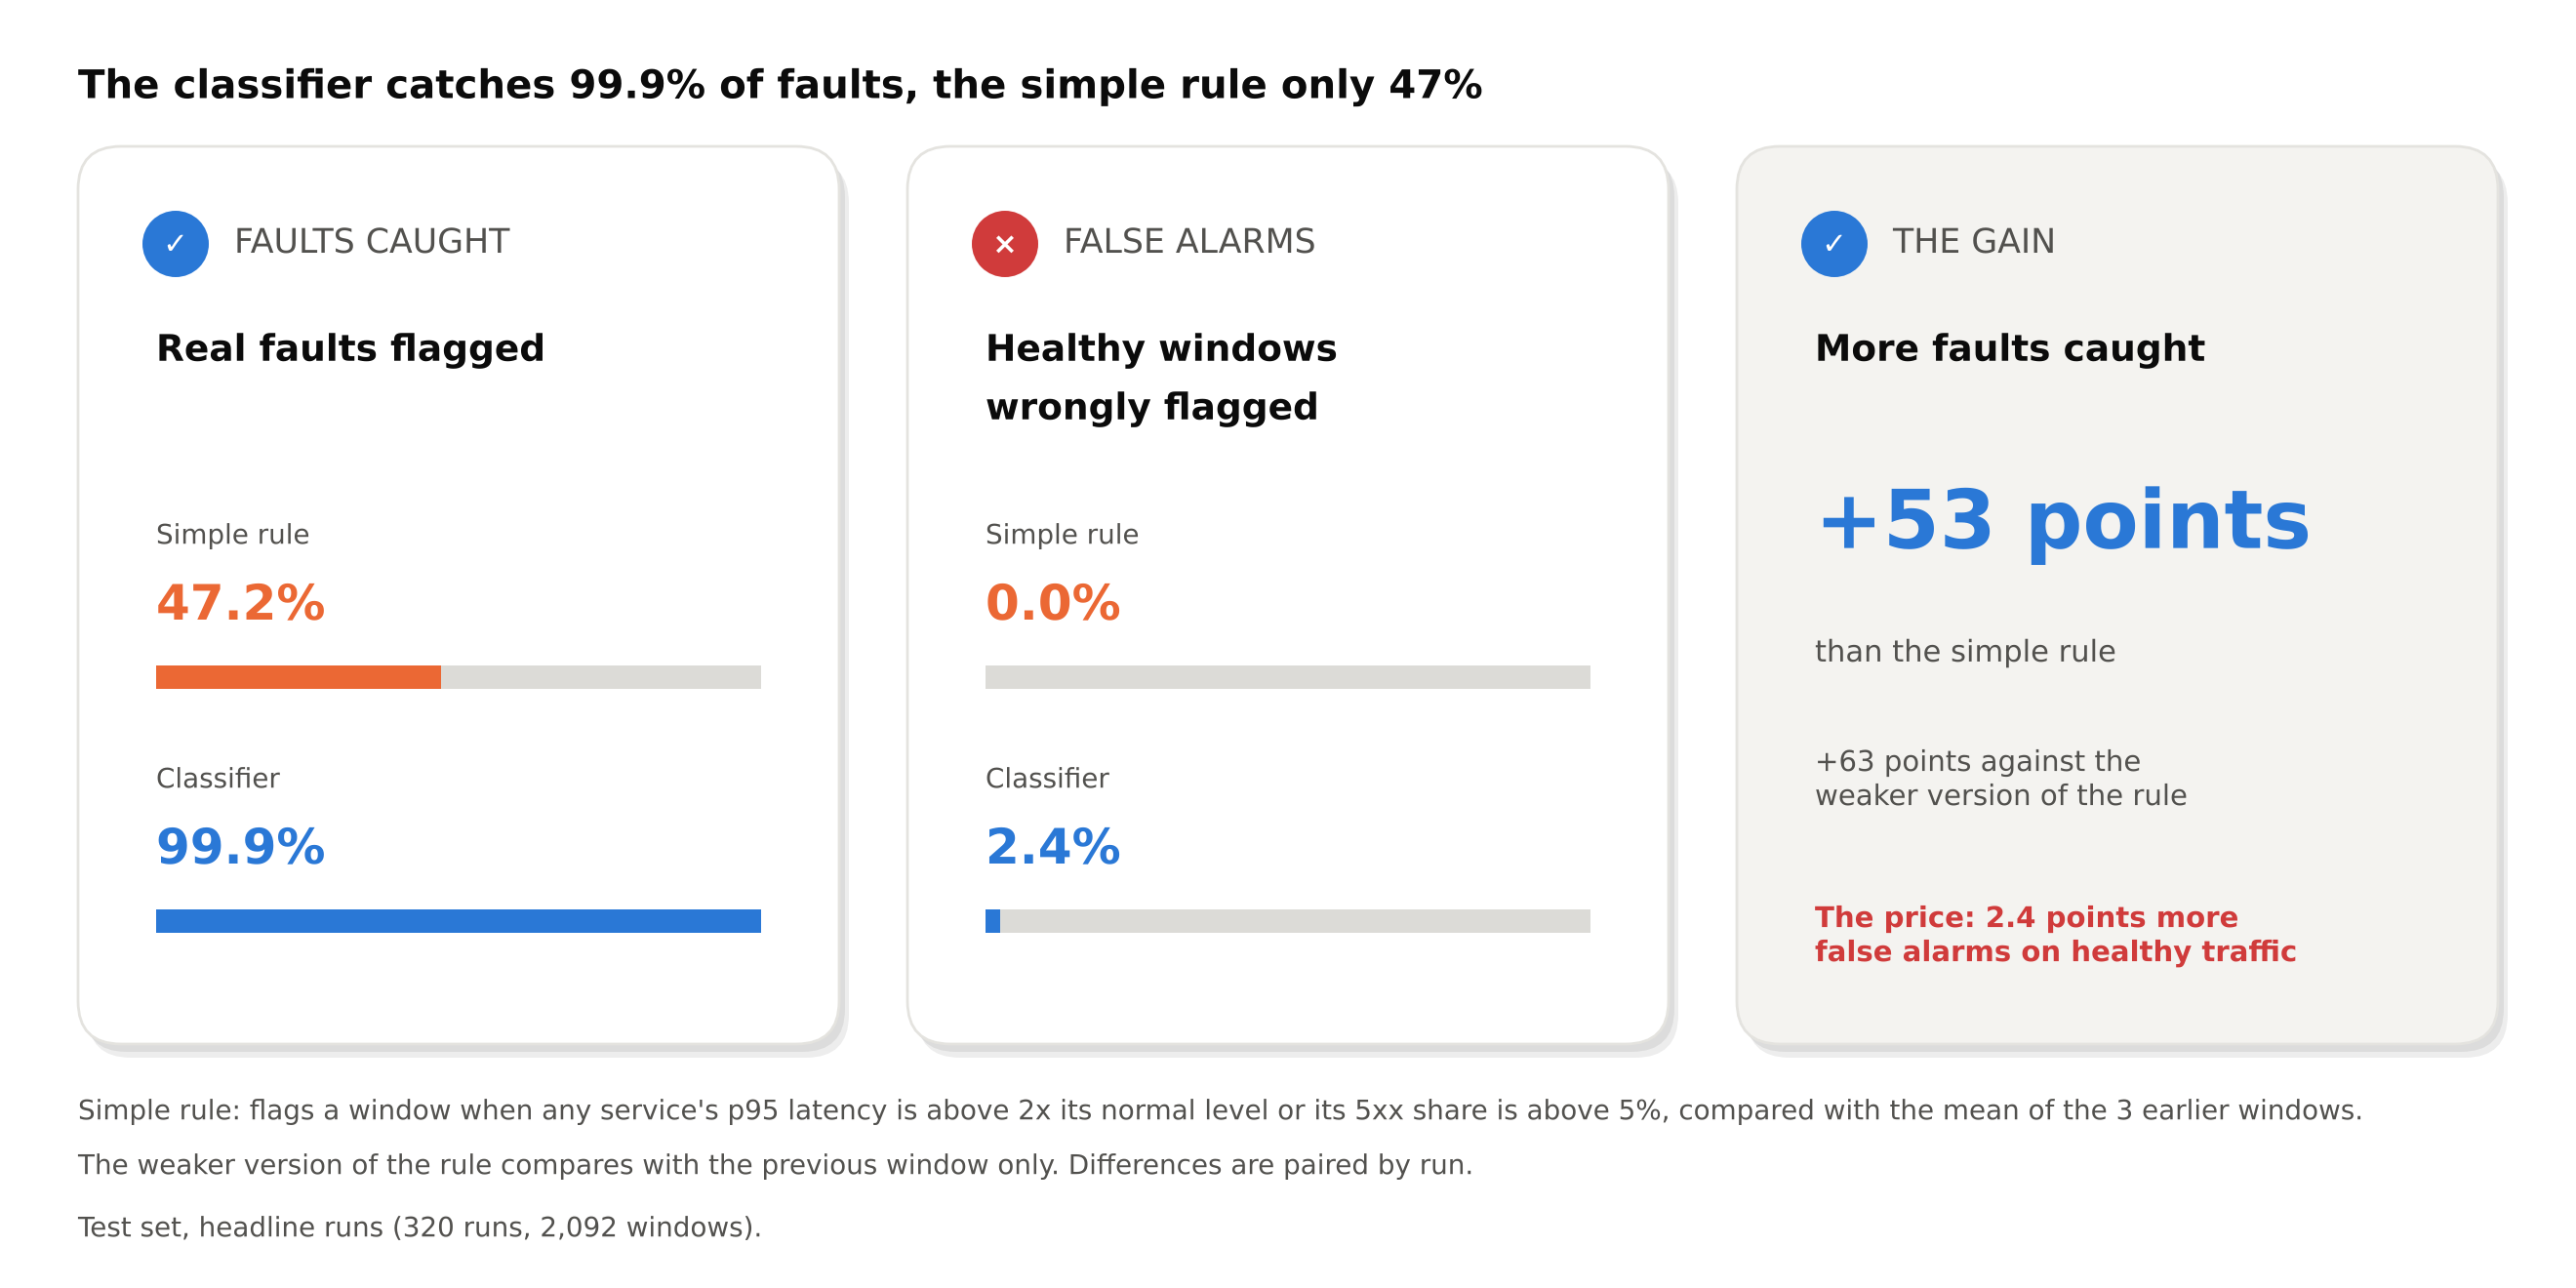 The classifier catches 99.9% of faults, the simple rule only 47%
✓ FAULTS CAUGHT
Real faults flagged
Simple rule
47.2%
Classifier
99.9%
× FALSE ALARMS
Healthy windows
wrongly flagged
Simple rule
0.0%
Classifier
2.4%
✓ THE GAIN
More faults caught
+53 points
than the simple rule
+63 points against the
weaker version of the rule
The price: 2.4 points more
false alarms on healthy traffic
Simple rule: flags a window when any service's p95 latency is above 2x its normal level or its 5xx share is above 5%, compared with the mean of the 3 earlier windows.
The weaker version of the rule compares with the previous window only. Differences are paired by run.
Test set, headline runs (320 runs, 2,092 windows).